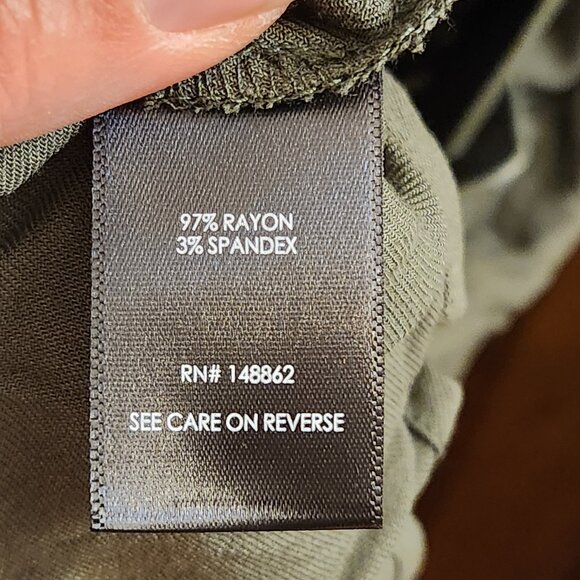 97% RAYON
3% SPANDEX
RN# 148862
SEE CARE ON REVERSE